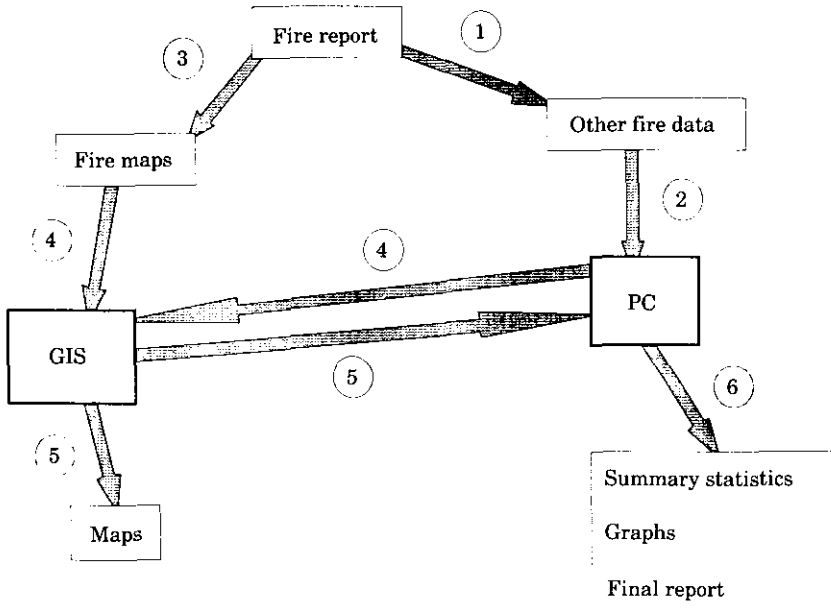 Fire report
1
3
Other fire data
Fire maps
2
4
4
PC
GIS
5
6
5
Summary statistics
Maps
Graphs
Final report